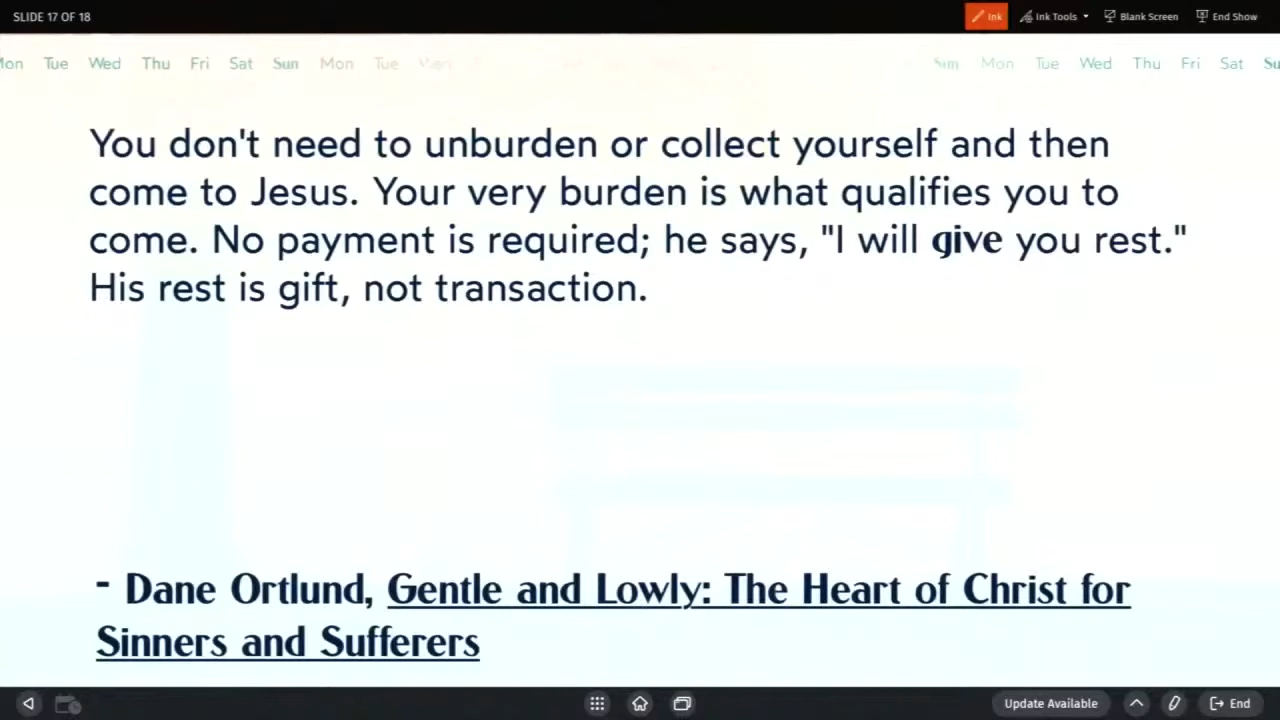 SLIDE 17 OF 18 Ink Ink Tools Blank Screen End Show
Mon Tue Wed Thu Fri Sat Sun Mon Tue Wed Sun Mon Tue Wed Thu Fri Sat Su
You don't need to unburden or collect yourself and then
come to Jesus. Your very burden is what qualifies you to
come. No payment is required; he says, "I will give you rest."
His rest is gift, not transaction.
- Dane Ortlund, Gentle and Lowly: The Heart of Christ for
Sinners and Sufferers
Update Available End